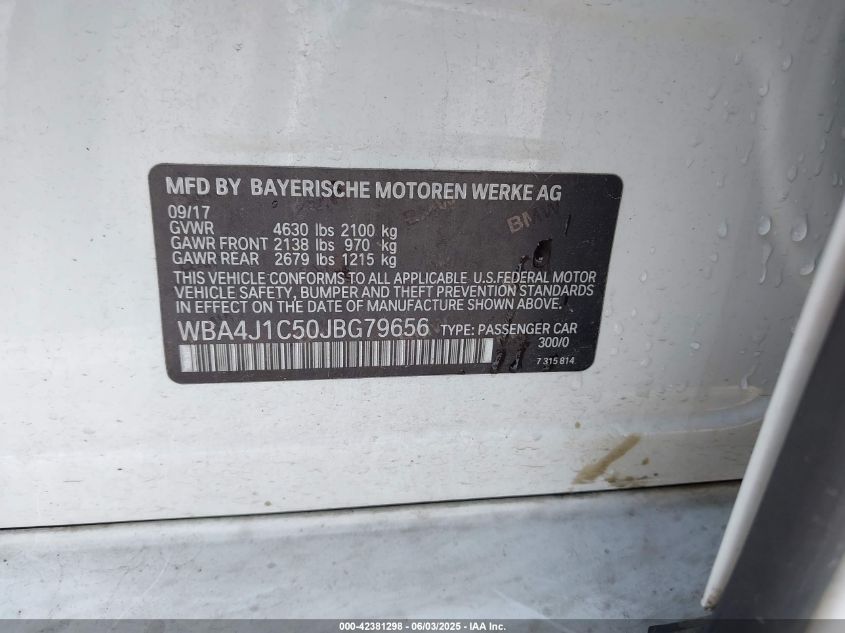 MFD BY BAYERISCHE MOTOREN WERKE AG
09/17
GVWR 4630 lbs 2100 kg
GAWR FRONT 2138 lbs 970 kg
GAWR REAR 2679 lbs 1215 kg
THIS VEHICLE CONFORMS TO ALL APPLICABLE U.S.FEDERAL MOTOR
VEHICLE SAFETY, BUMPER AND THEFT PREVENTION STANDARDS
IN EFFECT ON THE DATE OF MANUFACTURE SHOWN ABOVE.
WBA4J1C50JBG79656 TYPE: PASSENGER CAR
300/0
7 315 814
BMW
000-42381298 - 06/03/2025 - IAA Inc.